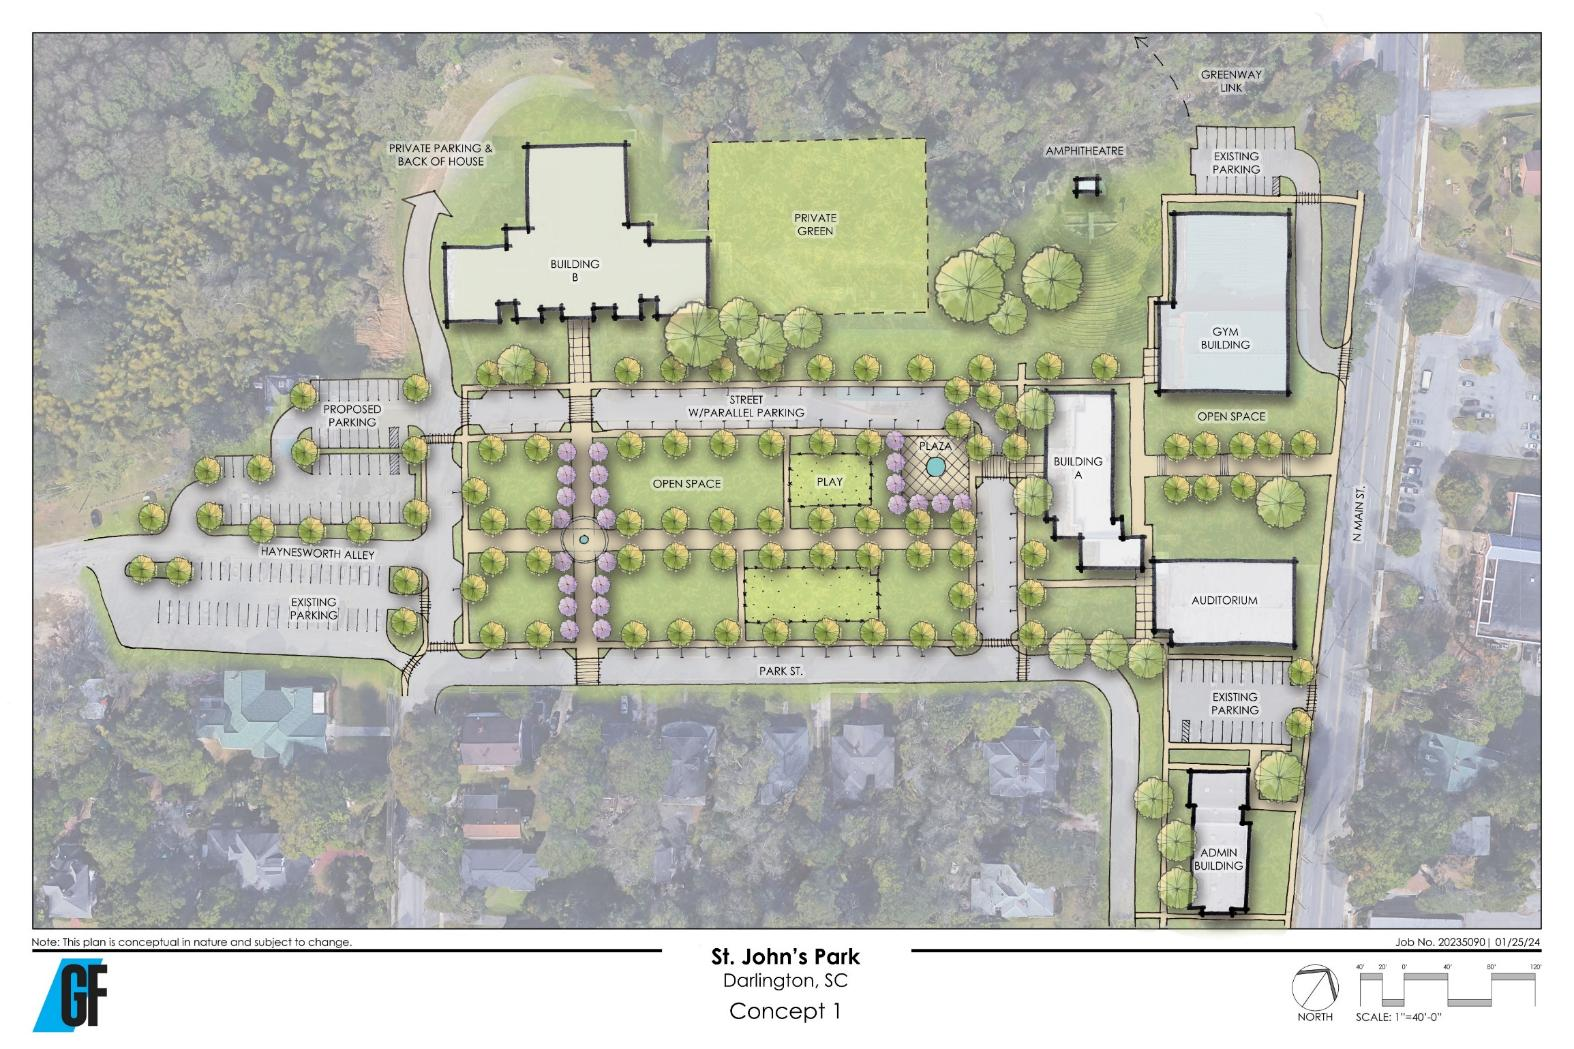 GREENWAY
LINK
PRIVATE PARKING &
BACK OF HOUSE
AMPHITHEATRE
EXISTING
PARKING
PRIVATE
GREEN
BUILDING
B
GYM
BUILDING
STREET
W/PARALLEL PARKING
PROPOSED
PARKING
OPEN SPACE
PLAZA
BUILDING
A
OPEN SPACE
PLAY
N MAIN ST.
HAYNESWORTH ALLEY
EXISTING
PARKING
AUDITORIUM
PARK ST.
EXISTING
PARKING
ADMIN
BUILDING
Note: This plan is conceptual in nature and subject to change.
Job No. 20235090| 01/25/24
GF
St. John's Park
Darlington, SC
Concept 1
NORTH
40' 20' 0' 40' 80' 120'
SCALE: 1"=40'-0"